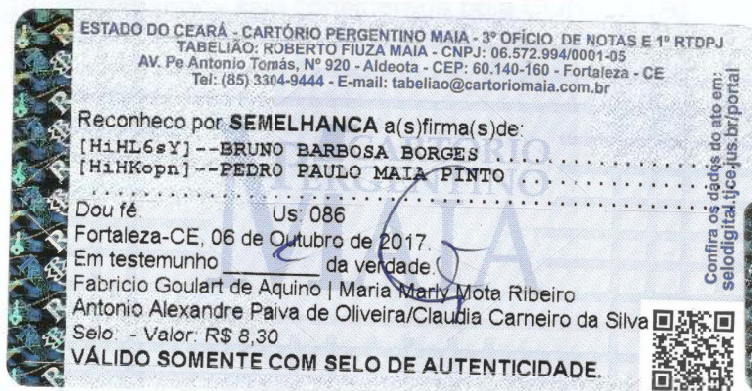 ESTADO DO CEARÁ - CARTÓRIO PERGENTINO MAIA - 3º OFÍCIO DE NOTAS E 1º RTDPJ
TABELIÃO: ROBERTO FIUZA MAIA - CNPJ: 06.572.994/0001-05
AV. Pe Antonio Tomás, Nº 920 - Aldeota - CEP: 60.140-160 - Fortaleza - CE
Tel: (85) 3304-9444 - E-mail: tabeliao@cartoriomaia.com.br
Reconheco por SEMELHANCA a(s)firma(s)de:
[HiHL6sY]--BRUNO BARBOSA BORGES
[HiHKopn]--PEDRO PAULO MAIA PINTO
Dou fé. Us: 086
Fortaleza-CE, 06 de Outubro de 2017.
Em testemunho ________ da verdade.
Fabricio Goulart de Aquino | Maria Marly Mota Ribeiro
Antonio Alexandre Paiva de Oliveira/Claudia Carneiro da Silva
Selo: - Valor: R$ 8,30
VÁLIDO SOMENTE COM SELO DE AUTENTICIDADE.
Confira os dados do ato em:
selodigital.tjce.jus.br/portal
CARTÓRIO
PERGENTINO
MAIA